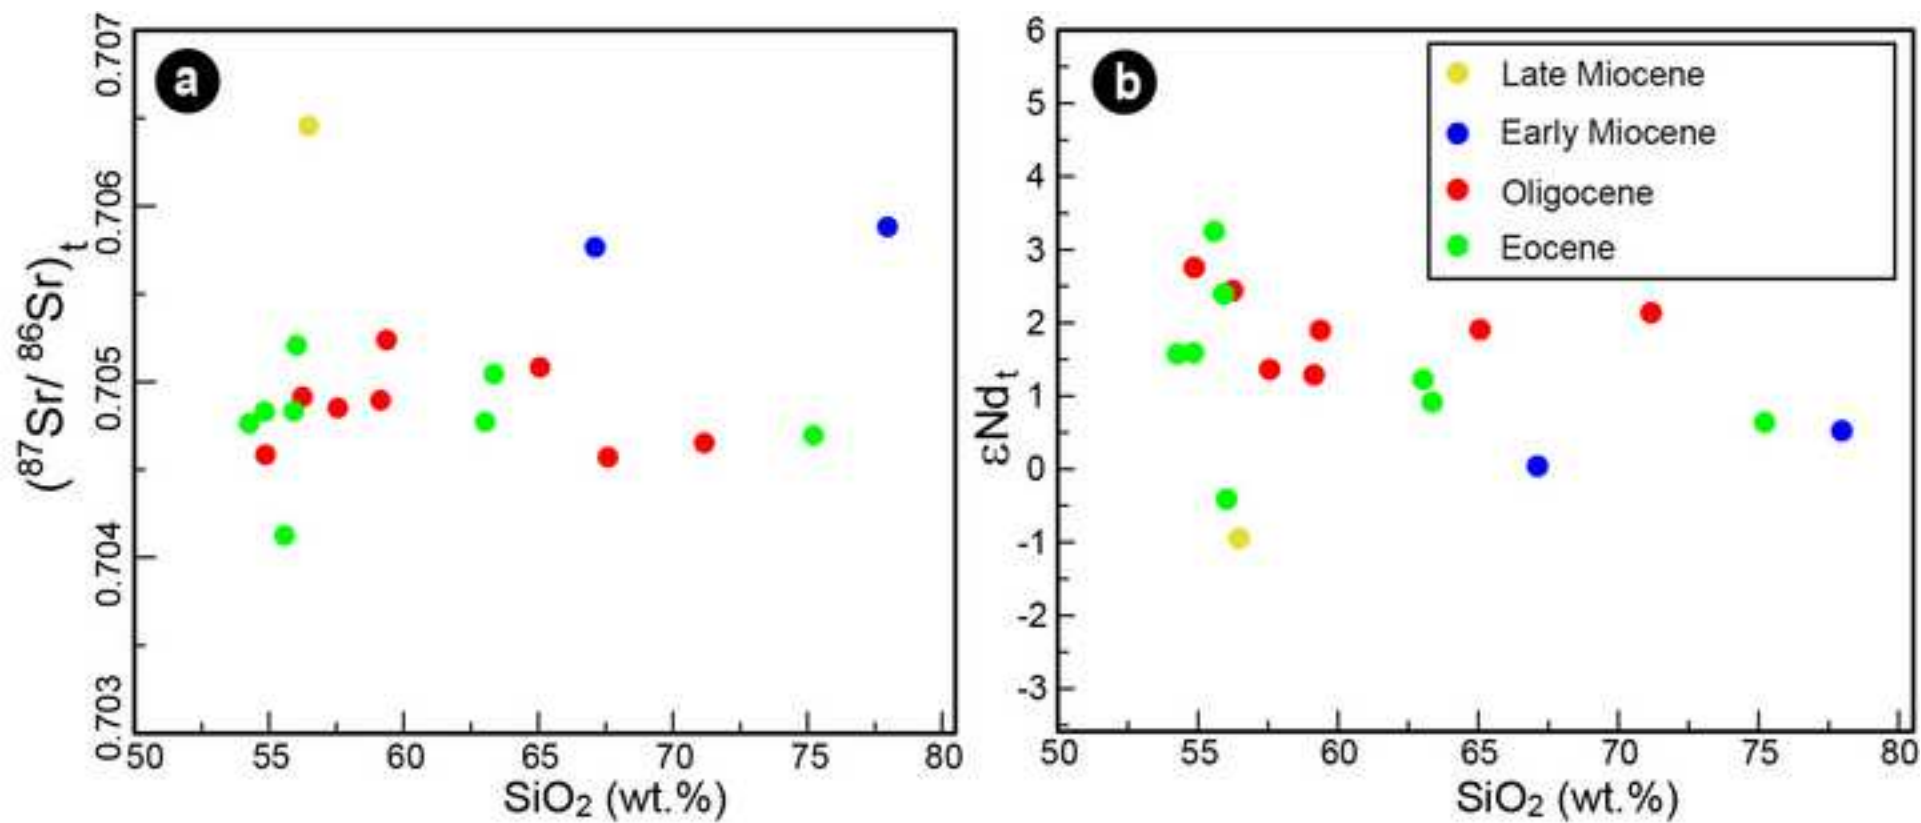 a
0.707
0.706
0.705
0.704
0.703
(87Sr/ 86Sr)t
50 55 60 65 70 75 80
SiO2 (wt.%)
b
6
5
4
3
2
1
0
-1
-2
-3
εNdt
50 55 60 65 70 75 80
SiO2 (wt.%)
Late Miocene
Early Miocene
Oligocene
Eocene